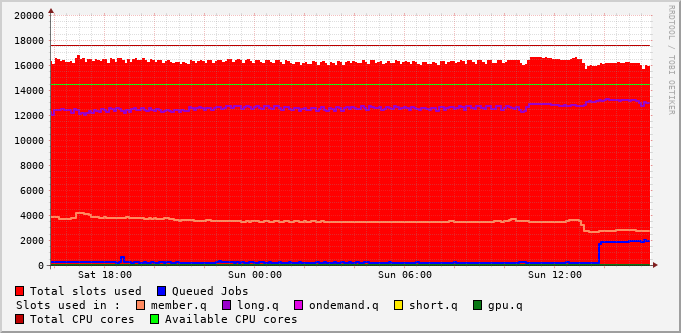 20000
18000
16000
14000
12000
10000
8000
6000
4000
2000
0
Sat 18:00 Sun 00:00 Sun 06:00 Sun 12:00
RRDTOOL / TOBI OETIKER
Total slots used Queued Jobs
Slots used in : member.q long.q ondemand.q short.q gpu.q
Total CPU cores Available CPU cores